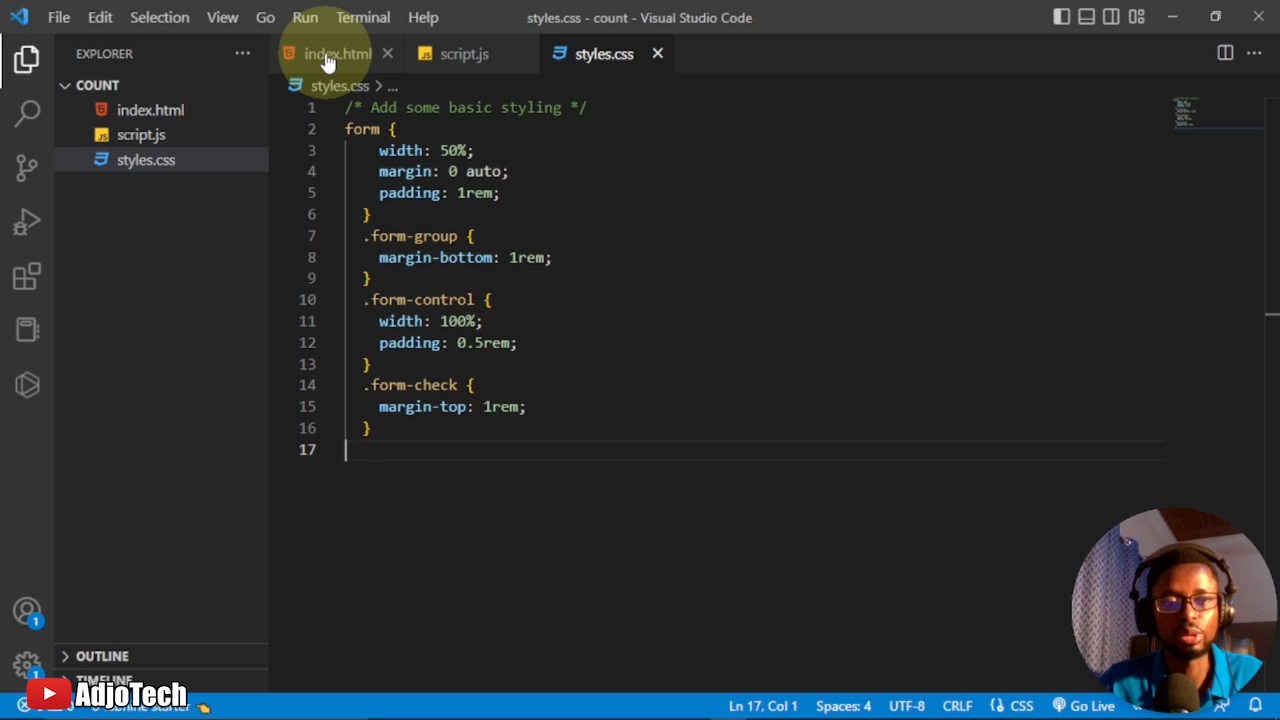 File Edit Selection View Go Run Terminal Help styles.css - count - Visual Studio Code
EXPLORER
index.html script.js styles.css
COUNT
index.html
script.js
styles.css
styles.css > ...
1 /* Add some basic styling */
2 form {
3 width: 50%;
4 margin: 0 auto;
5 padding: 1rem;
6 }
7 .form-group {
8 margin-bottom: 1rem;
9 }
10 .form-control {
11 width: 100%;
12 padding: 0.5rem;
13 }
14 .form-check {
15 margin-top: 1rem;
16 }
17
1
OUTLINE
TIMELINE
1
AdjoTech
Ln 17, Col 1 Spaces: 4 UTF-8 CRLF {} CSS Go Live